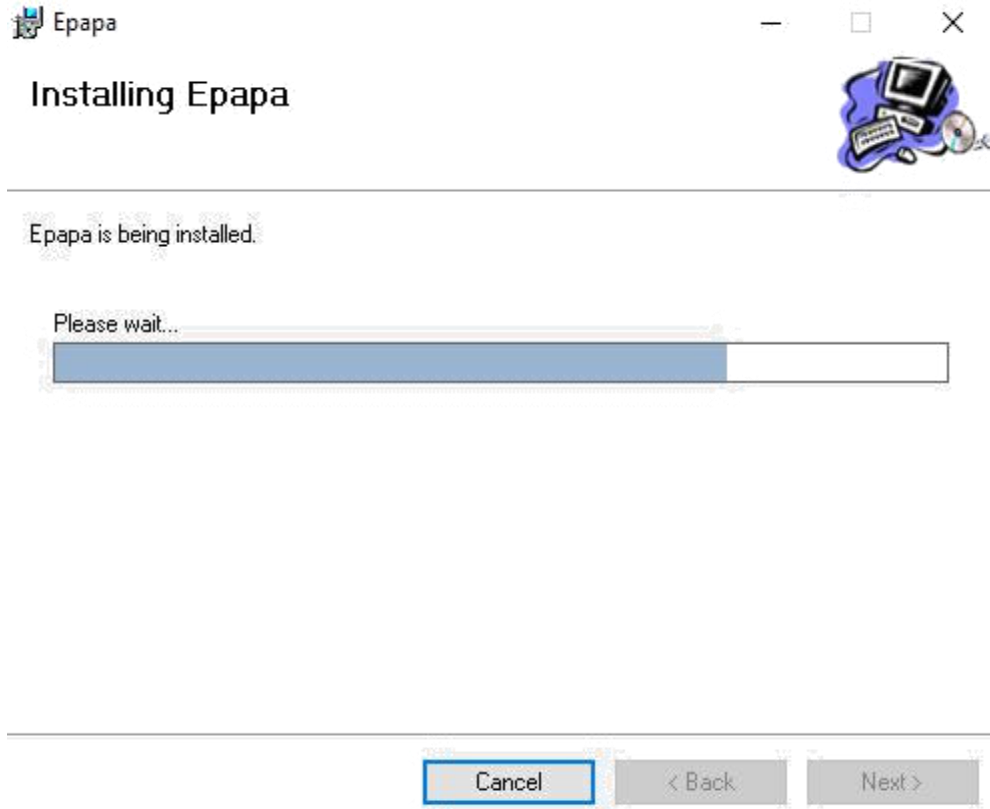 Epapa
Installing Epapa
Epapa is being installed.
Please wait...
Cancel
< Back
Next >